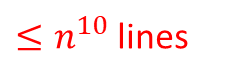 ≤ n¹⁰ lines